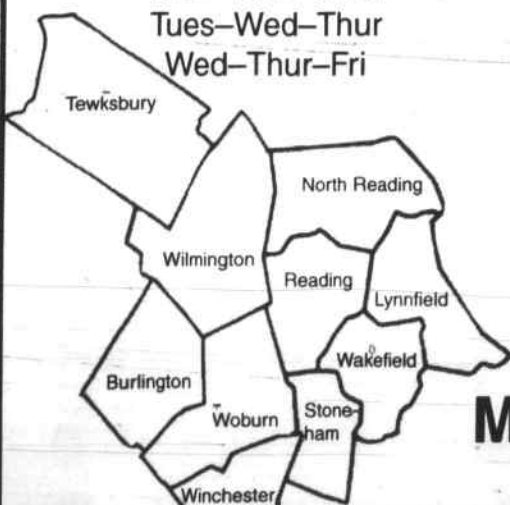 Tues–Wed–Thur
Wed–Thur–Fri
Tewksbury
North Reading
Wilmington
Reading
Lynnfield
Wakefield
Burlington
Woburn
Stone-
ham
M
Winchester